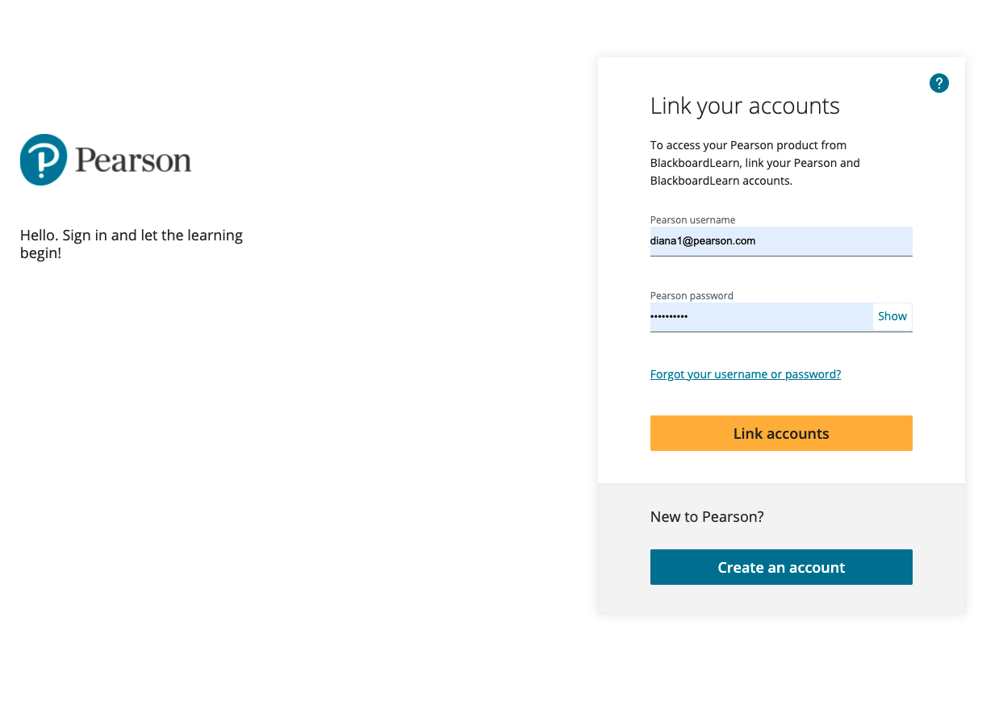 Pearson
Hello. Sign in and let the learning
begin!
?
Link your accounts
To access your Pearson product from
BlackboardLearn, link your Pearson and
BlackboardLearn accounts.
Pearson username
diana1@pearson.com
Pearson password
••••••••••
Show
Forgot your username or password?
Link accounts
New to Pearson?
Create an account